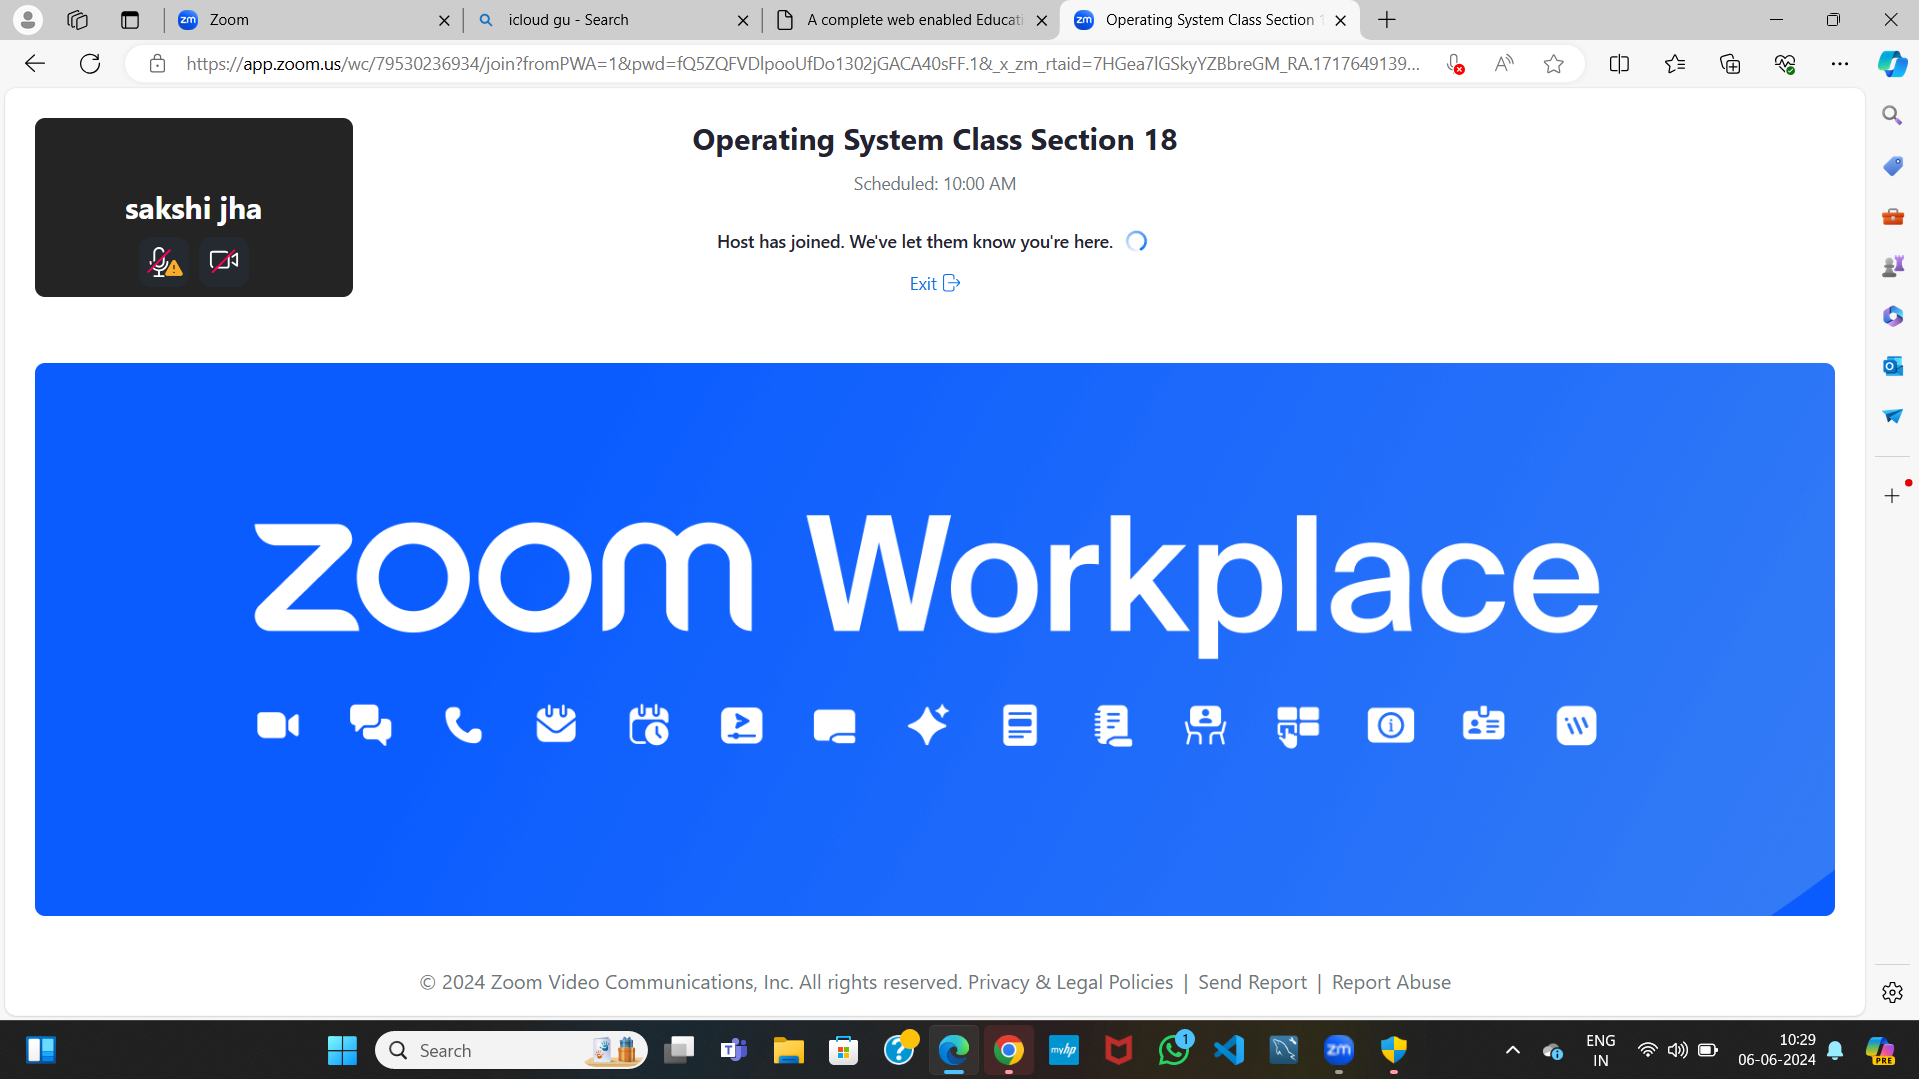 Zoom
icloud gu - Search
A complete web enabled Educati
Operating System Class Section 1
https://app.zoom.us/wc/79530236934/join?fromPWA=1&pwd=fQ5ZQFVDlpooUfDo1302jGACA40sFF.1&_x_zm_rtaid=7HGea7lGSkyYZBbreGM_RA.1717649139...
sakshi jha
Operating System Class Section 18
Scheduled: 10:00 AM
Host has joined. We've let them know you're here.
Exit
zoom Workplace
© 2024 Zoom Video Communications, Inc. All rights reserved. Privacy & Legal Policies | Send Report | Report Abuse
Search
1
ENG
IN
10:29
06-06-2024
PRE